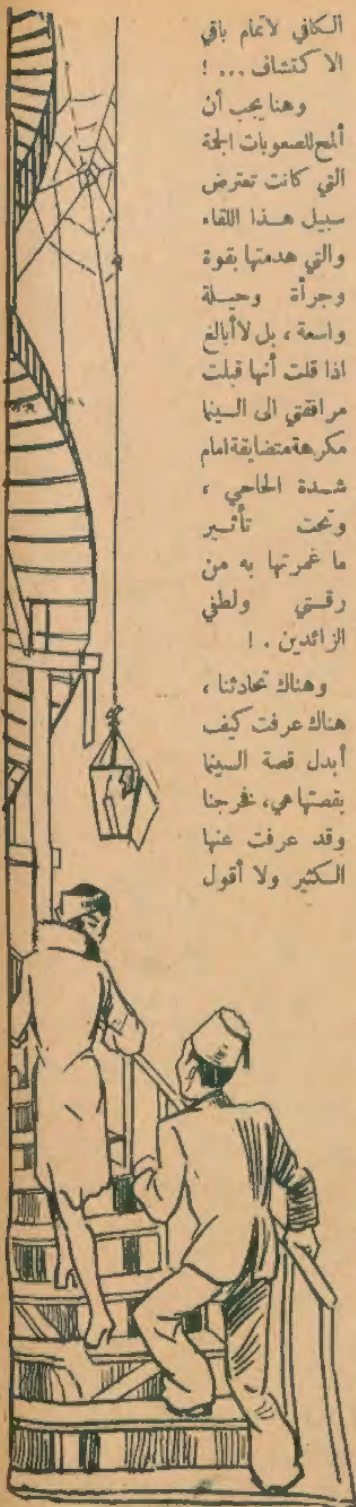 الكافي لاتمام باقي
الاكتشاف ... !
وهنا يجب أن
ألمح للصعوبات الجمة
التي كانت تعترض
سبيل هذا اللقاء
والتي هدمتها بقوة
وجرأة وحيلة
واسعة ، بل لا أبالغ
اذا قلت أنها قبلت
مرافقتي الى السينما
مكرهة متضايقة امام
شدة الحاحي ،
وتحت تأثير
ما غمرتها به من
رقتي ولطفي
الزائدين . !
وهناك تحادثنا ،
هناك عرفت كيف
أبدل قصة السينما
بقصتها هي ، فخرجنا
وقد عرفت عنها
الكثير ولا أقول